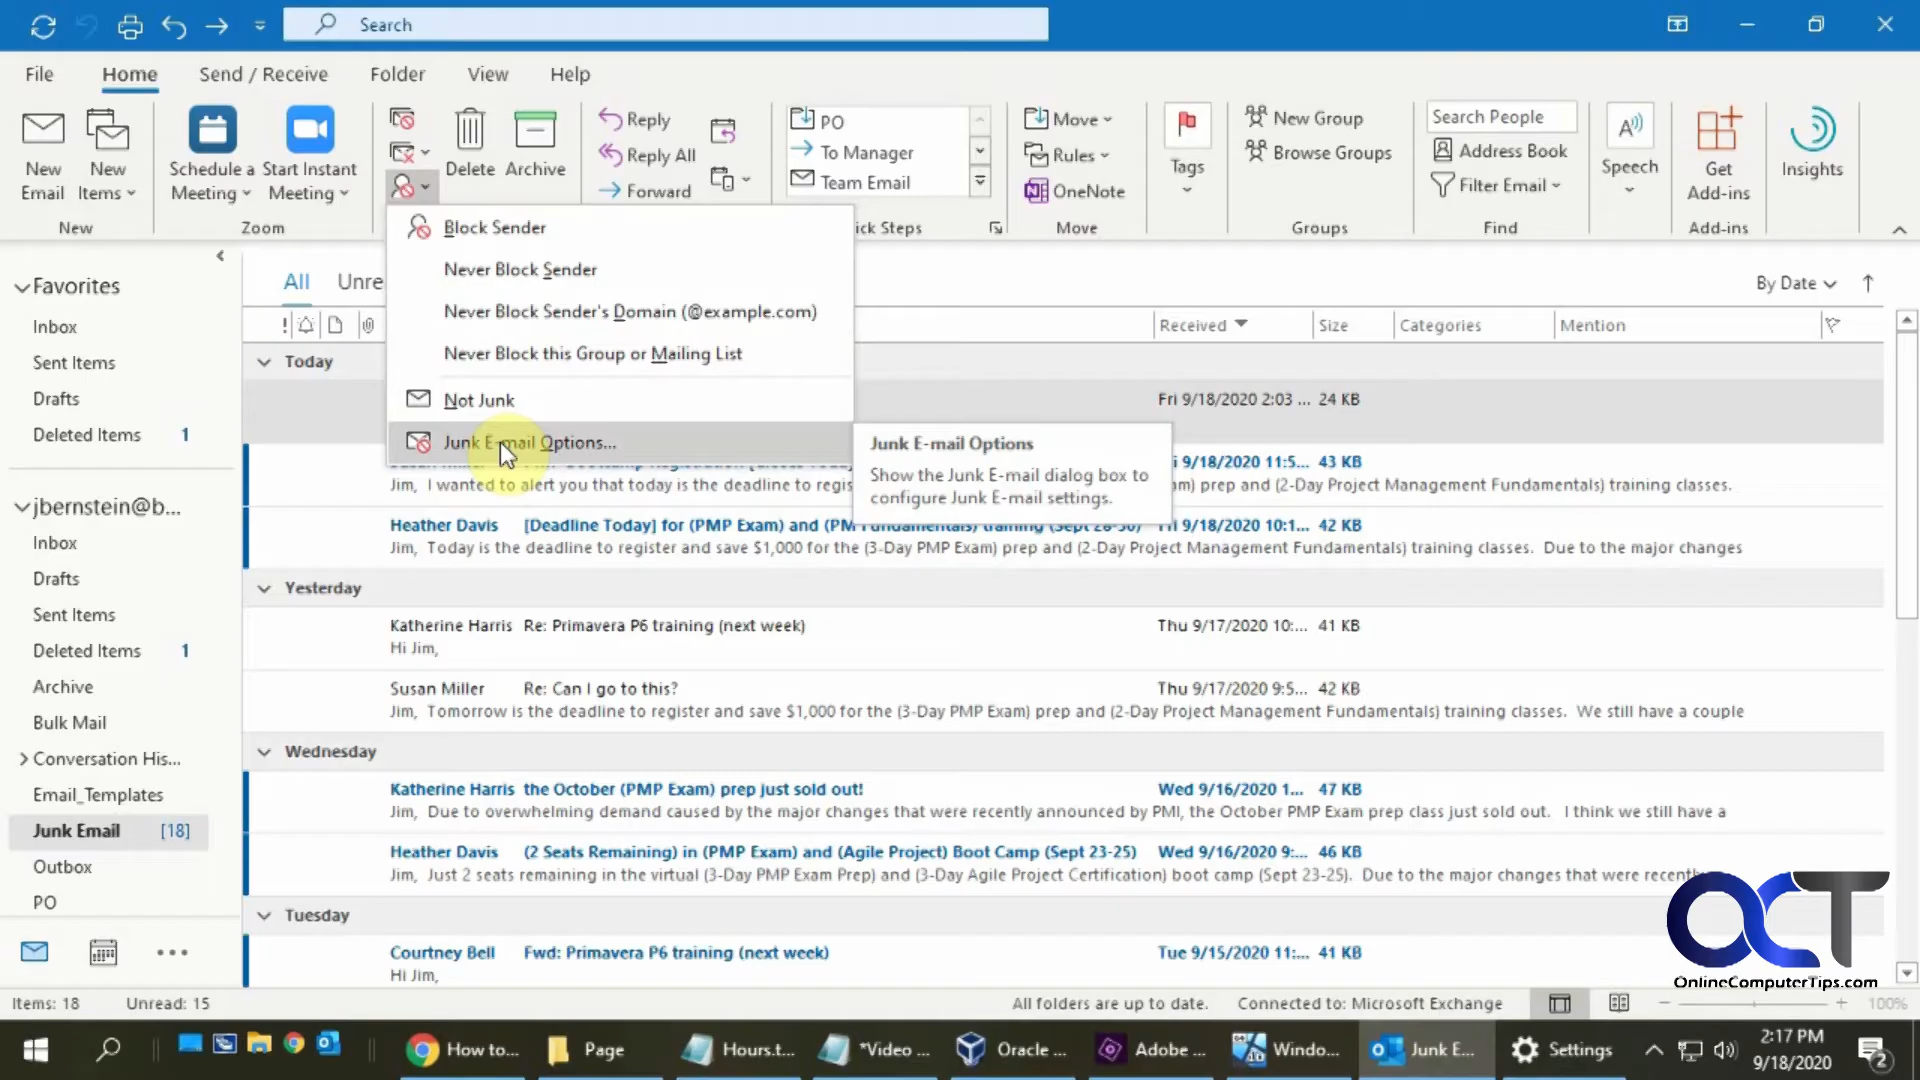 Search
File Home Send / Receive Folder View Help
New Email
New Items
New
Schedule a Meeting
Start Instant Meeting
Zoom
Delete
Archive
Reply
Reply All
Forward
PO
To Manager
Team Email
ick Steps
Move
Rules
OneNote
Move
Tags
New Group
Browse Groups
Groups
Search People
Address Book
Filter Email
Find
Speech
Get Add-ins
Add-ins
Insights
Block Sender
Never Block Sender
Never Block Sender's Domain (@example.com)
Never Block this Group or Mailing List
Not Junk
Junk E-mail Options...
Junk E-mail Options
Show the Junk E-mail dialog box to
configure Junk E-mail settings.
Favorites
Inbox
Sent Items
Drafts
Deleted Items 1
jbernstein@b...
Inbox
Drafts
Sent Items
Deleted Items 1
Archive
Bulk Mail
Conversation His...
Email_Templates
Junk Email [18]
Outbox
PO
All Unre
By Date
! Received Size Categories Mention
Today
Fri 9/18/2020 2:03 ... 24 KB
ri 9/18/2020 11:5... 43 KB
Jim, I wanted to alert you that today is the deadline to regis am) prep and (2-Day Project Management Fundamentals) training classes.
Heather Davis [Deadline Today] for (PMP Exam) and (PM Fundamentals) training (Sept 28-30) Fri 9/18/2020 10:1... 42 KB
Jim, Today is the deadline to register and save $1,000 for the (3-Day PMP Exam) prep and (2-Day Project Management Fundamentals) training classes. Due to the major changes
Yesterday
Katherine Harris Re: Primavera P6 training (next week) Thu 9/17/2020 10:... 41 KB
Hi Jim,
Susan Miller Re: Can I go to this? Thu 9/17/2020 9:5... 42 KB
Jim, Tomorrow is the deadline to register and save $1,000 for the (3-Day PMP Exam) prep and (2-Day Project Management Fundamentals) training classes. We still have a couple
Wednesday
Katherine Harris the October (PMP Exam) prep just sold out! Wed 9/16/2020 1... 47 KB
Jim, Due to overwhelming demand caused by the major changes that were recently announced by PMI, the October PMP Exam prep class just sold out. I think we still have a
Heather Davis (2 Seats Remaining) in (PMP Exam) and (Agile Project) Boot Camp (Sept 23-25) Wed 9/16/2020 9:... 46 KB
Jim, Just 2 seats remaining in the virtual (3-Day PMP Exam Prep) and (3-Day Agile Project Certification) boot camp (Sept 23-25). Due to the major changes that were recently
Tuesday
Courtney Bell Fwd: Primavera P6 training (next week) Tue 9/15/2020 11:... 41 KB
Hi Jim,
OCT
OnlineComputerTips.com
Items: 18 Unread: 15 All folders are up to date. Connected to: Microsoft Exchange 100%
How to... Page Hours.t... *Video ... Oracle ... Adobe ... Windo... Junk E... Settings 2:17 PM
9/18/2020 2